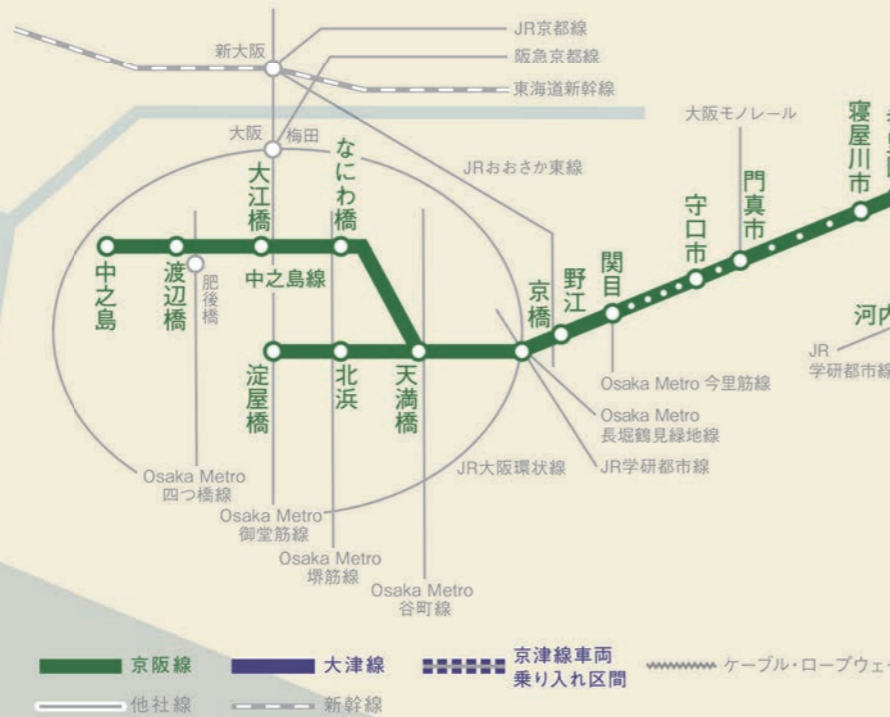 JR京都線
新大阪
阪急京都線
東海道新幹線
大阪
梅田
大阪モノレール
JRおおさか東線
寝屋川市
門真市
守口市
大江橋
なにわ橋
中之島
渡辺橋
肥後橋
中之島線
京橋
野江
関目
河内
JR
学研都市線
淀屋橋
北浜
天満橋
Osaka Metro 今里筋線
Osaka Metro
長堀鶴見緑地線
JR学研都市線
JR大阪環状線
Osaka Metro
四つ橋線
Osaka Metro
御堂筋線
Osaka Metro
堺筋線
Osaka Metro
谷町線
京阪線
大津線
京津線車両
乗り入れ区間
ケーブル・ロープウェ
他社線
新幹線